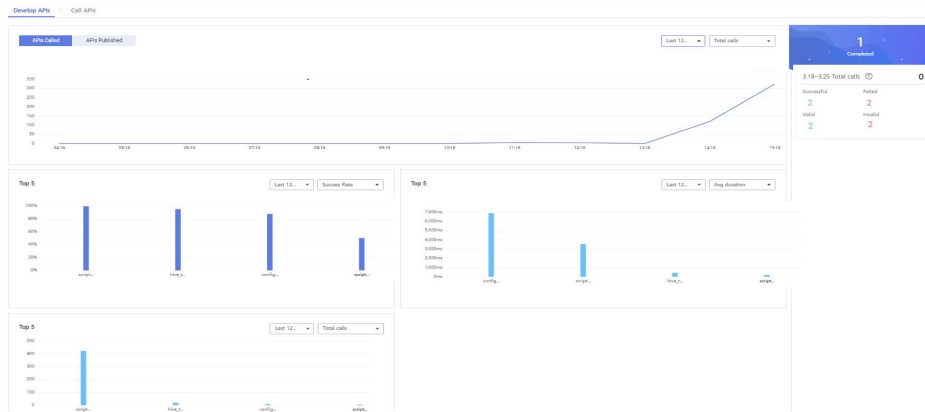 Develop APIs
Call APIs
APIs Called
APIs Published
Last 12...
Total calls
350
300
250
200
150
100
50
0
04:16
05:16
06:16
07:16
08:16
09:16
10:16
11:16
12:16
13:16
14:16
15:16
1
Completed
3.18-3.25 Total calls
0
Successful
Failed
2
2
Valid
Invalid
2
2
Top 5
Last 12...
Success Rate
100%
80%
60%
40%
20%
0%
script...
hive_t...
config...
script...
Top 5
Last 12...
Avg duration
7,000ms
6,000ms
5,000ms
4,000ms
3,000ms
2,000ms
1,000ms
0ms
config...
script...
hive_t...
script...
Top 5
Last 12...
Total calls
500
400
300
200
100
0
script...
hive_t...
config...
script...